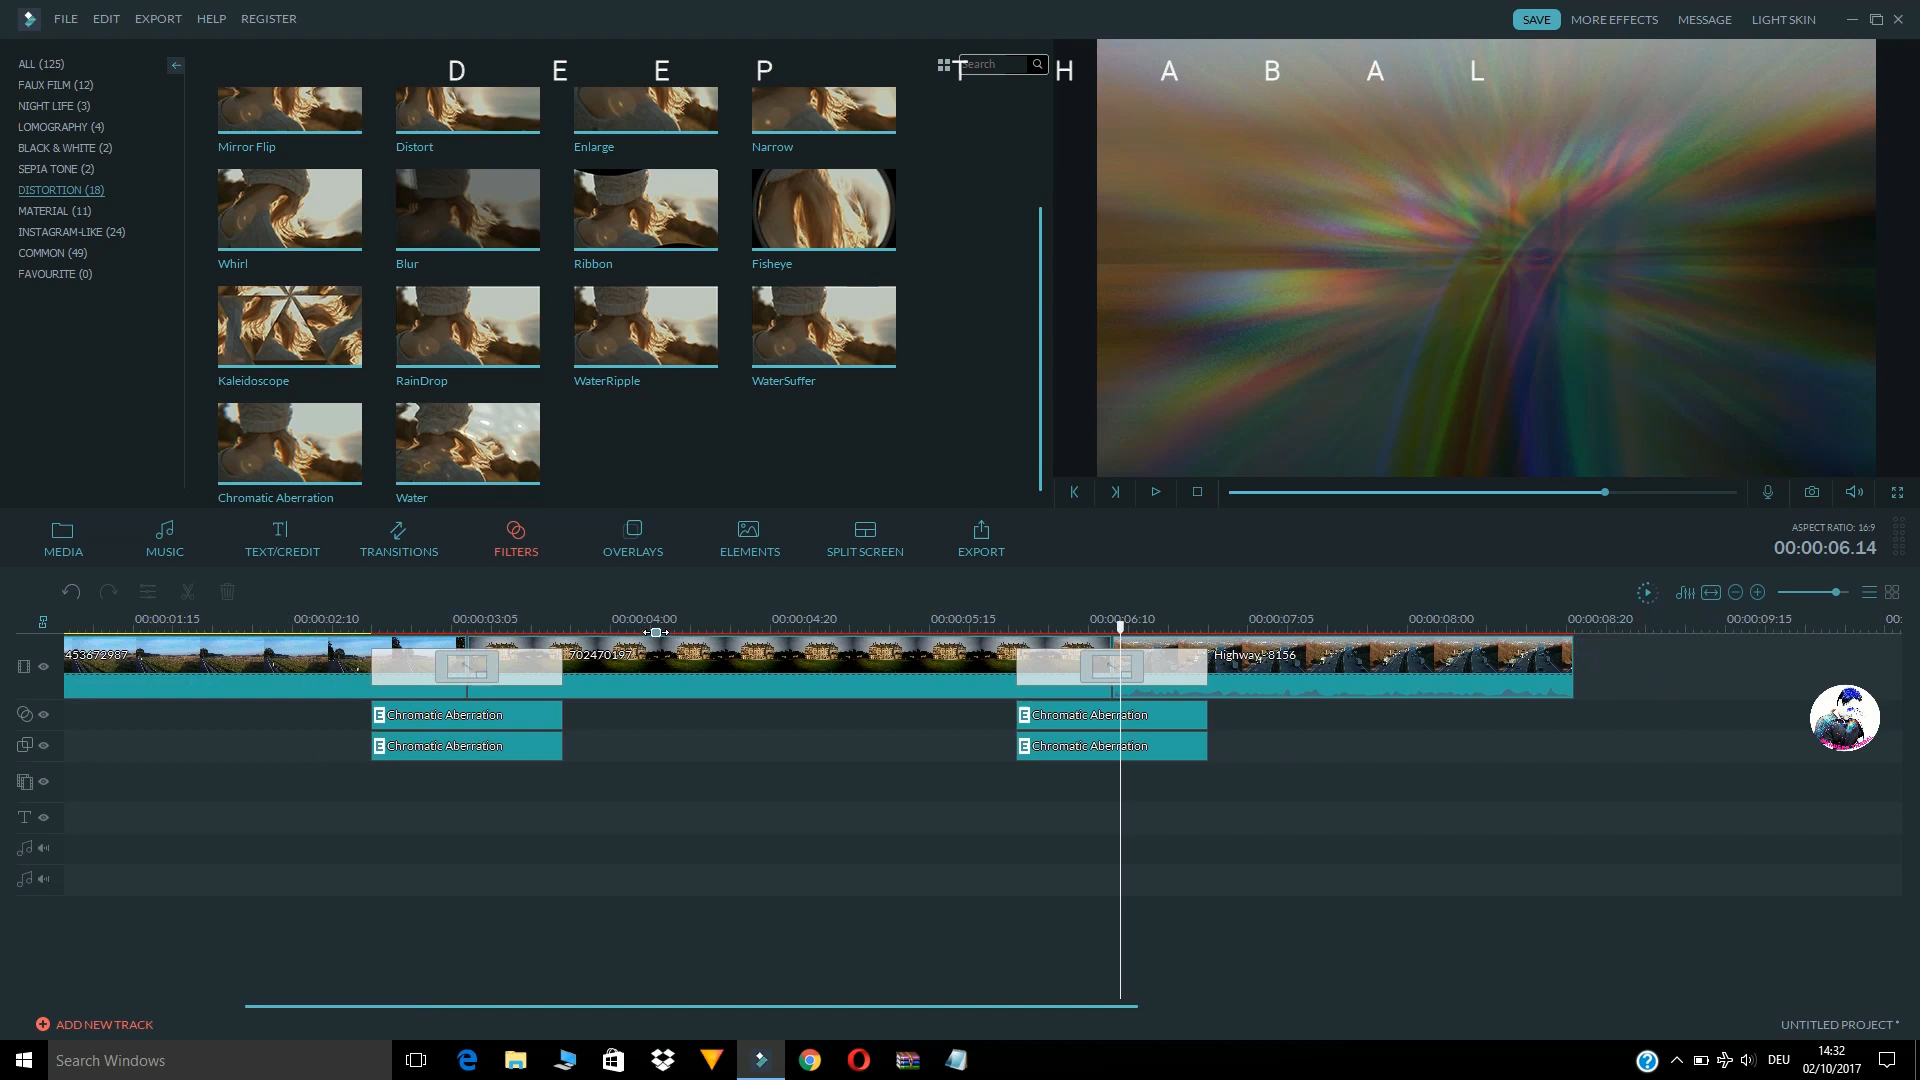 FILE EDIT EXPORT HELP REGISTER
SAVE MORE EFFECTS MESSAGE LIGHT SKIN
ALL (125)
FAUX FILM (12)
NIGHT LIFE (3)
LOMOGRAPHY (4)
BLACK & WHITE (2)
SEPIA TONE (2)
DISTORTION (18)
MATERIAL (11)
INSTAGRAM-LIKE (24)
COMMON (49)
FAVOURITE (0)
Search
D E E P T H A B A L
Mirror Flip Distort Enlarge Narrow
Whirl Blur Ribbon Fisheye
Kaleidoscope RainDrop WaterRipple WaterSuffer
Chromatic Aberration Water
MEDIA MUSIC TEXT/CREDIT TRANSITIONS FILTERS OVERLAYS ELEMENTS SPLIT SCREEN EXPORT
ASPECT RATIO: 16:9
00:00:06.14
00:00:01:15 00:00:02:10 00:00:03:05 00:00:04:00 00:00:04:20 00:00:05:15 00:00:06:10 00:00:07:05 00:00:08:00 00:00:08:20 00:00:09:15 00:
453672987 702470197 Highway - 8156
E Chromatic Aberration E Chromatic Aberration
E Chromatic Aberration E Chromatic Aberration
ADD NEW TRACK
UNTITLED PROJECT *
Search Windows
DEU
14:32
02/10/2017